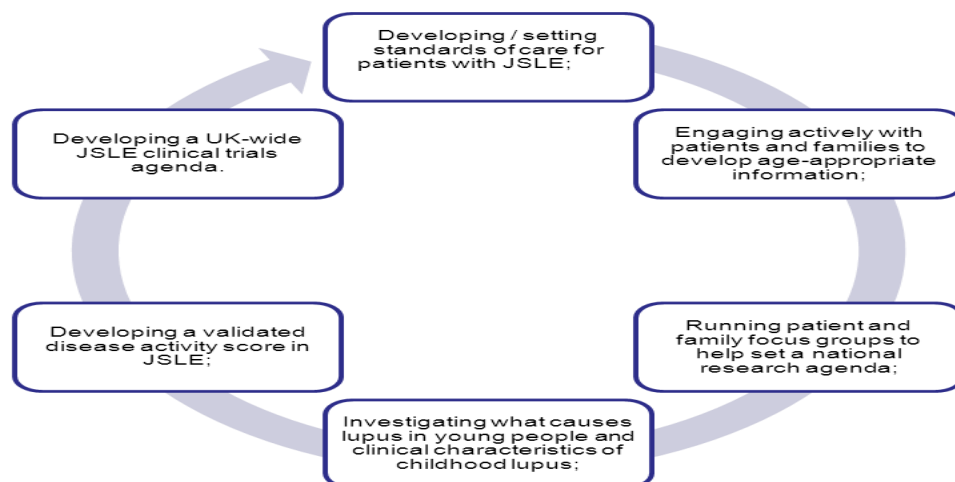 Developing / setting
standards of care for
patients with JSLE;
Engaging actively with
patients and families to
develop age-appropriate
information;
Running patient and
family focus groups to
help set a national
research agenda;
Investigating what causes
lupus in young people and
clinical characteristics of
childhood lupus;
Developing a validated
disease activity score in
JSLE;
Developing a UK-wide
JSLE clinical trials
agenda.